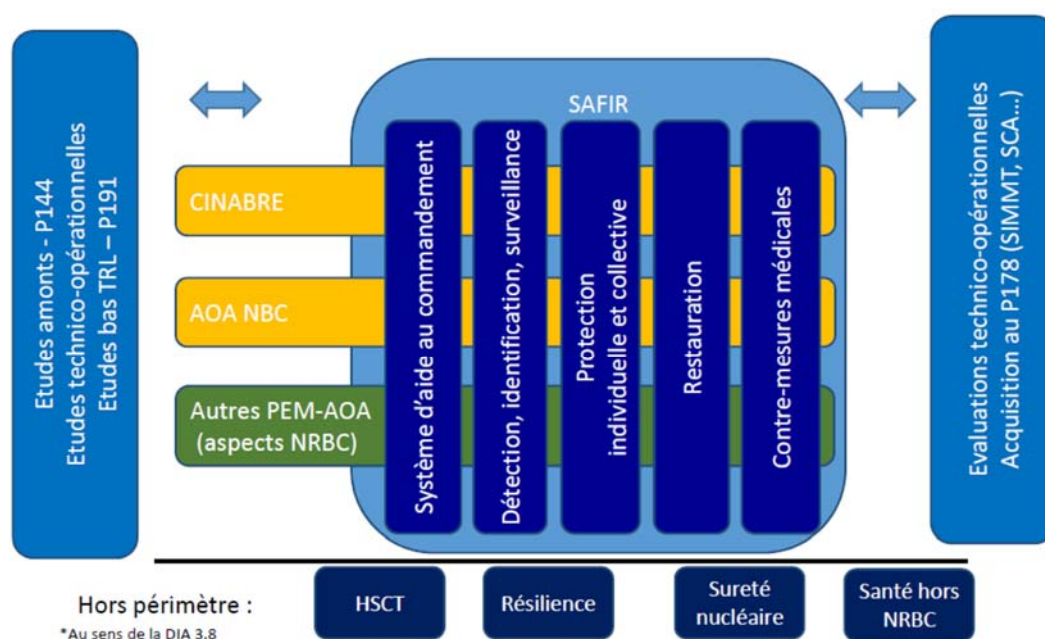 Etudes amonts - P144
Etudes technico-opérationnelles
Etudes bas TRL – P191
SAFIR
CINABRE
AOA NBC
Autres PEM-AOA
(aspects NRBC)
Système d'aide au commandement
Détection, identification, surveillance
Protection
individuelle et collective
Restauration
Contre-mesures médicales
Evaluations technico-opérationnelles
Acquisition au P178 (SIMMT, SCA...)
Hors périmètre :
*Au sens de la DIA 3.8
HSCT
Résilience
Sureté
nucléaire
Santé hors
NRBC